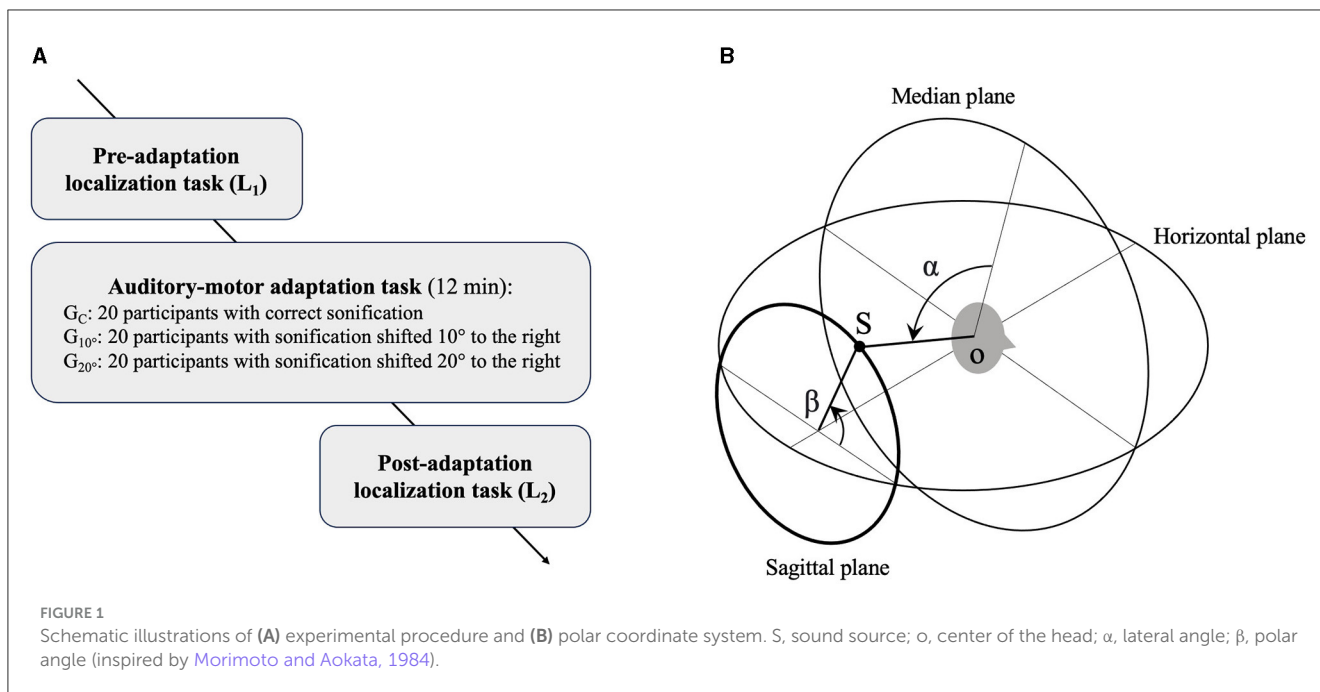 A
Pre-adaptation
localization task (L₁)
Auditory-motor adaptation task (12 min):
G_C: 20 participants with correct sonification
G₁₀°: 20 participants with sonification shifted 10° to the right
G₂₀°: 20 participants with sonification shifted 20° to the right
Post-adaptation
localization task (L₂)
B
Median plane
Horizontal plane
α
S
o
β
Sagittal plane
FIGURE 1
Schematic illustrations of (A) experimental procedure and (B) polar coordinate system. S, sound source; o, center of the head; α, lateral angle; β, polar
angle (inspired by Morimoto and Aokata, 1984).